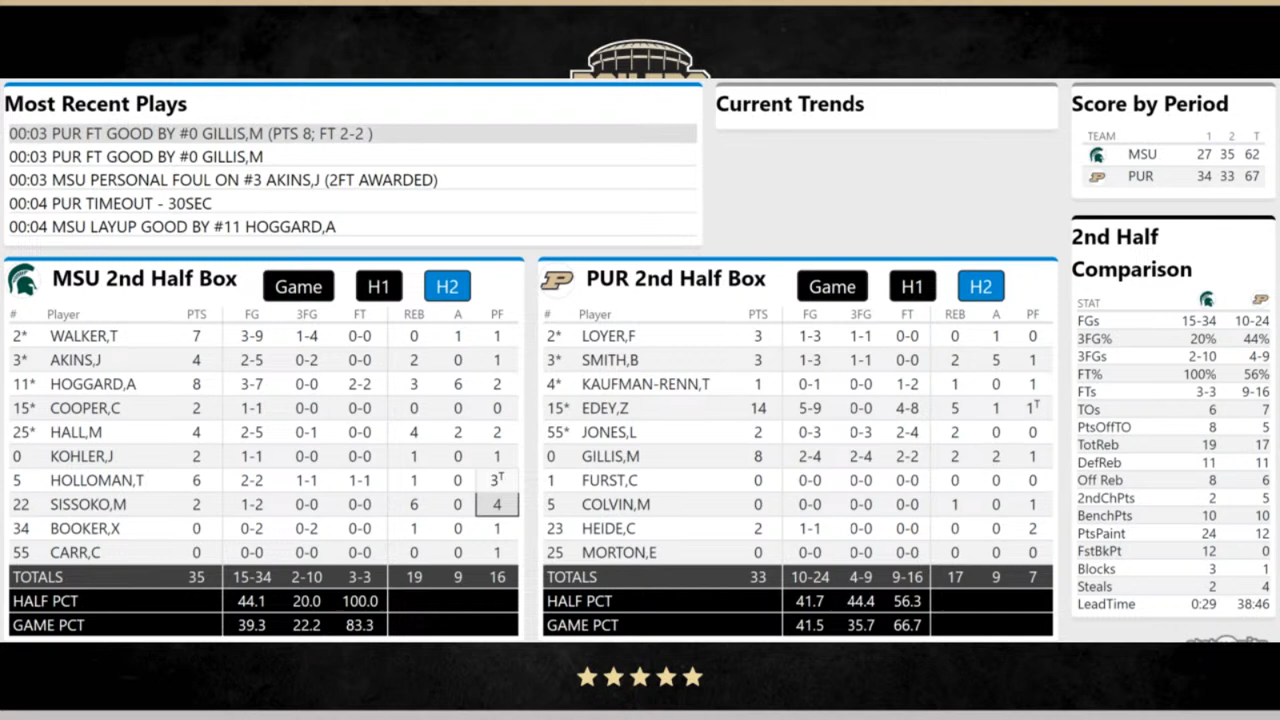 Most Recent Plays
00:03 PUR FT GOOD BY #0 GILLIS,M (PTS 8; FT 2-2 )
00:03 PUR FT GOOD BY #0 GILLIS,M
00:03 MSU PERSONAL FOUL ON #3 AKINS,J (2FT AWARDED)
00:04 PUR TIMEOUT - 30SEC
00:04 MSU LAYUP GOOD BY #11 HOGGARD,A
Current Trends
Score by Period
TEAM 1 2 T
MSU 27 35 62
PUR 34 33 67
MSU 2nd Half Box Game H1 H2
# Player PTS FG 3FG FT REB A PF
2* WALKER,T 7 3-9 1-4 0-0 0 1 1
3* AKINS,J 4 2-5 0-2 0-0 2 0 1
11* HOGGARD,A 8 3-7 0-0 2-2 3 6 2
15* COOPER,C 2 1-1 0-0 0-0 0 0 0
25* HALL,M 4 2-5 0-1 0-0 4 2 2
0 KOHLER,J 2 1-1 0-0 0-0 1 0 1
5 HOLLOMAN,T 6 2-2 1-1 1-1 1 0 3T
22 SISSOKO,M 2 1-2 0-0 0-0 6 0 4
34 BOOKER,X 0 0-2 0-2 0-0 1 0 1
55 CARR,C 0 0-0 0-0 0-0 0 0 1
TOTALS 35 15-34 2-10 3-3 19 9 16
HALF PCT 44.1 20.0 100.0
GAME PCT 39.3 22.2 83.3
PUR 2nd Half Box Game H1 H2
# Player PTS FG 3FG FT REB A PF
2* LOYER,F 3 1-3 1-1 0-0 0 1 0
3* SMITH,B 3 1-3 1-1 0-0 2 5 1
4* KAUFMAN-RENN,T 1 0-1 0-0 1-2 1 0 1
15* EDEY,Z 14 5-9 0-0 4-8 5 1 1T
55* JONES,L 2 0-3 0-3 2-4 2 0 0
0 GILLIS,M 8 2-4 2-4 2-2 2 2 1
1 FURST,C 0 0-0 0-0 0-0 0 0 0
5 COLVIN,M 0 0-0 0-0 0-0 1 0 1
23 HEIDE,C 2 1-1 0-0 0-0 0 0 2
25 MORTON,E 0 0-0 0-0 0-0 0 0 0
TOTALS 33 10-24 4-9 9-16 17 9 7
HALF PCT 41.7 44.4 56.3
GAME PCT 41.5 35.7 66.7
2nd Half
Comparison
STAT
FGs 15-34 10-24
3FG% 20% 44%
3FGs 2-10 4-9
FT% 100% 56%
FTs 3-3 9-16
TOs 6 7
PtsOffTO 8 5
TotReb 19 17
DefReb 11 11
Off Reb 8 6
2ndChPts 2 5
BenchPts 10 10
PtsPaint 24 12
FstBkPt 12 0
Blocks 3 1
Steals 2 4
LeadTime 0:29 38:46